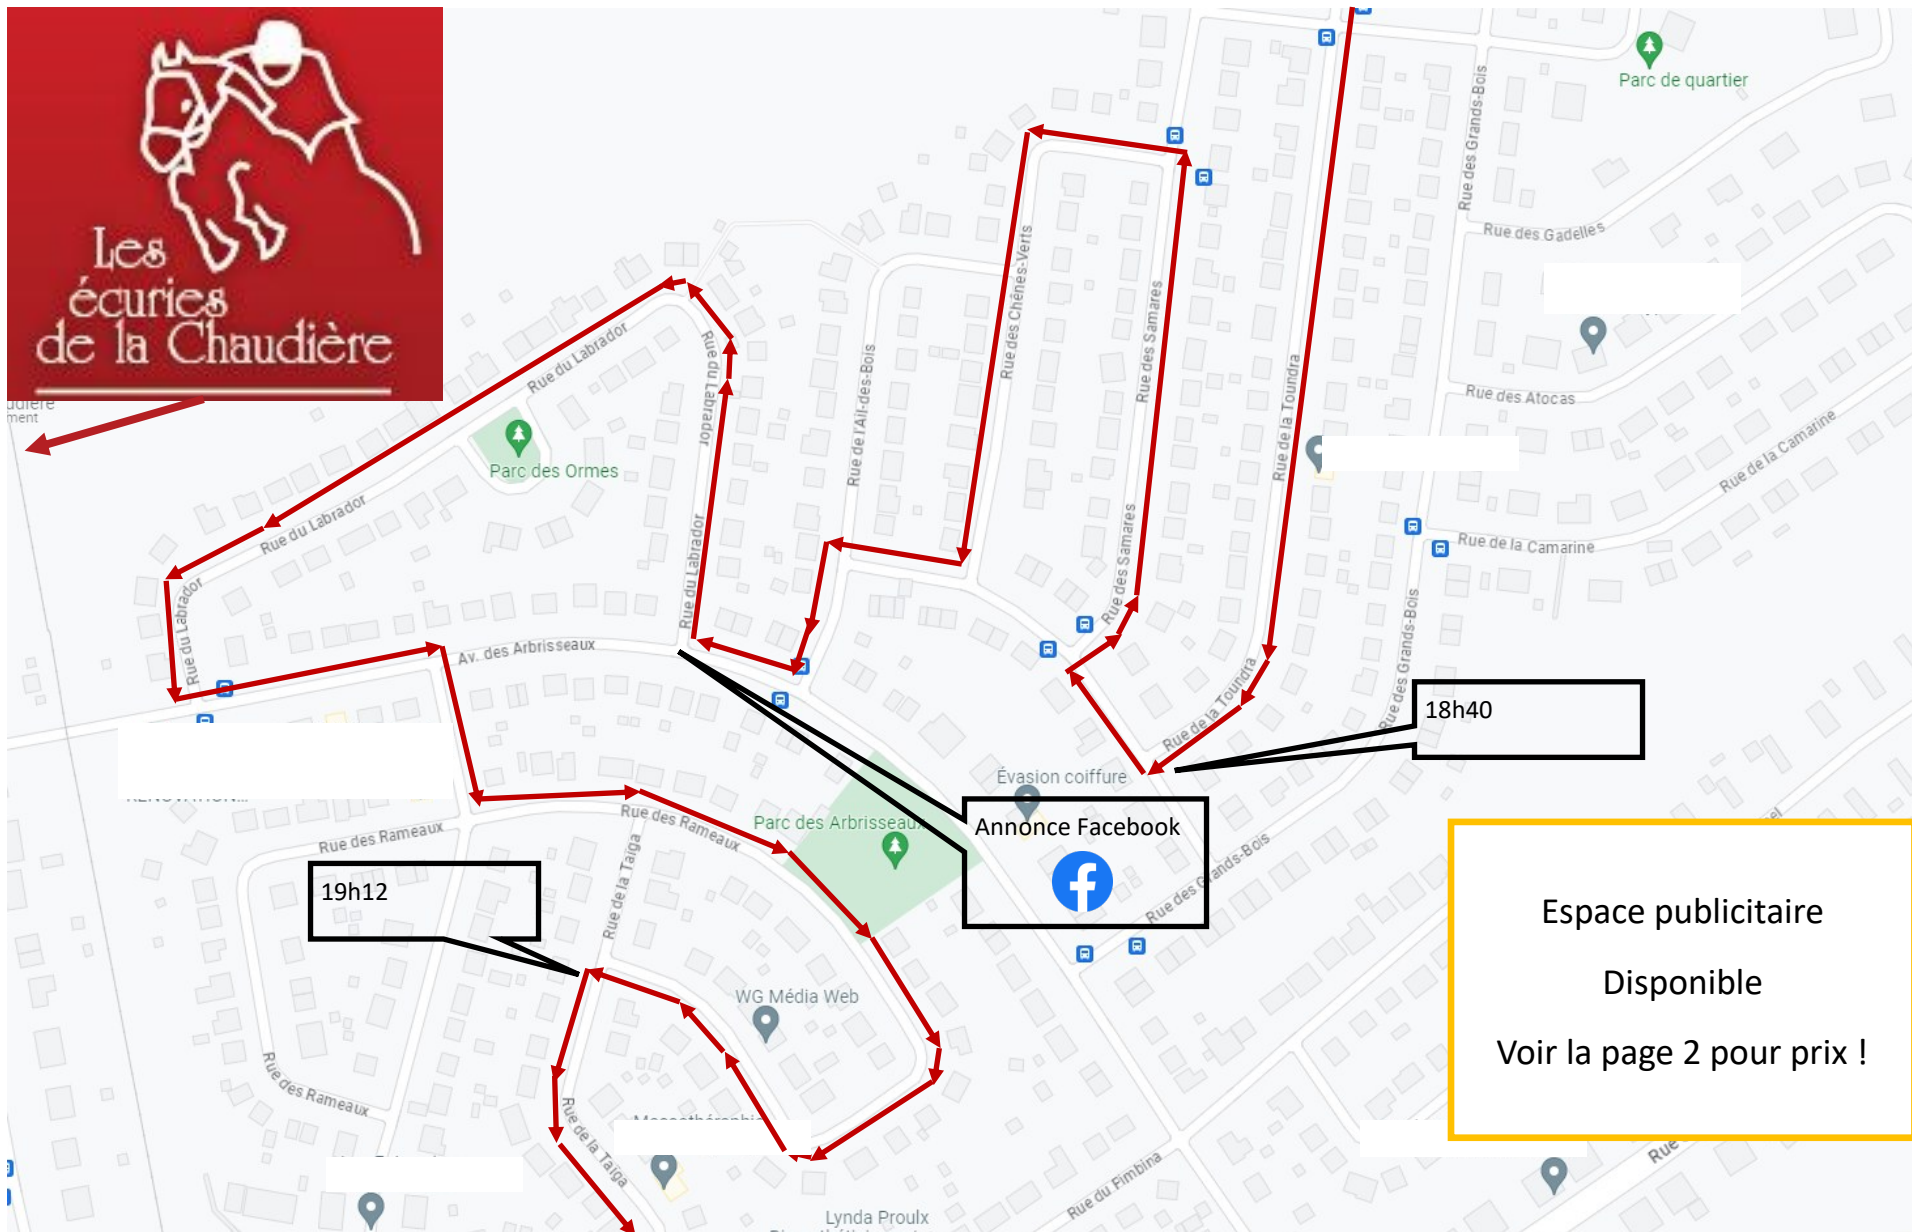 Les
écuries
de la Chaudière
Parc de quartier
Rue des Grands-Bois
Rue des Gadelles
Rue des Chênes-Verts
Rue des Samares
Rue de la Toundra
Rue du Labrador
Rue du Labrador
Rue de l'Ail-des-Bois
Rue des Atocas
Rue de la Camarine
Parc des Ormes
Rue du Labrador
Rue du Labrador
Rue des Samares
Rue de la Camarine
Rue du Labrador
Av. des Arbrisseaux
Rue des Grands-Bois
Rue de la Toundra
18h40
Évasion coiffure
Annonce Facebook
Parc des Arbrisseaux
Rue des Rameaux
Rue des Rameaux
Rue de la Taïga
Rue des Grands-Bois
19h12
Espace publicitaire
Disponible
Voir la page 2 pour prix !
WG Média Web
Rue des Rameaux
Rue de la Taïga
Rue du Fimbina
Rue
Lynda Proulx